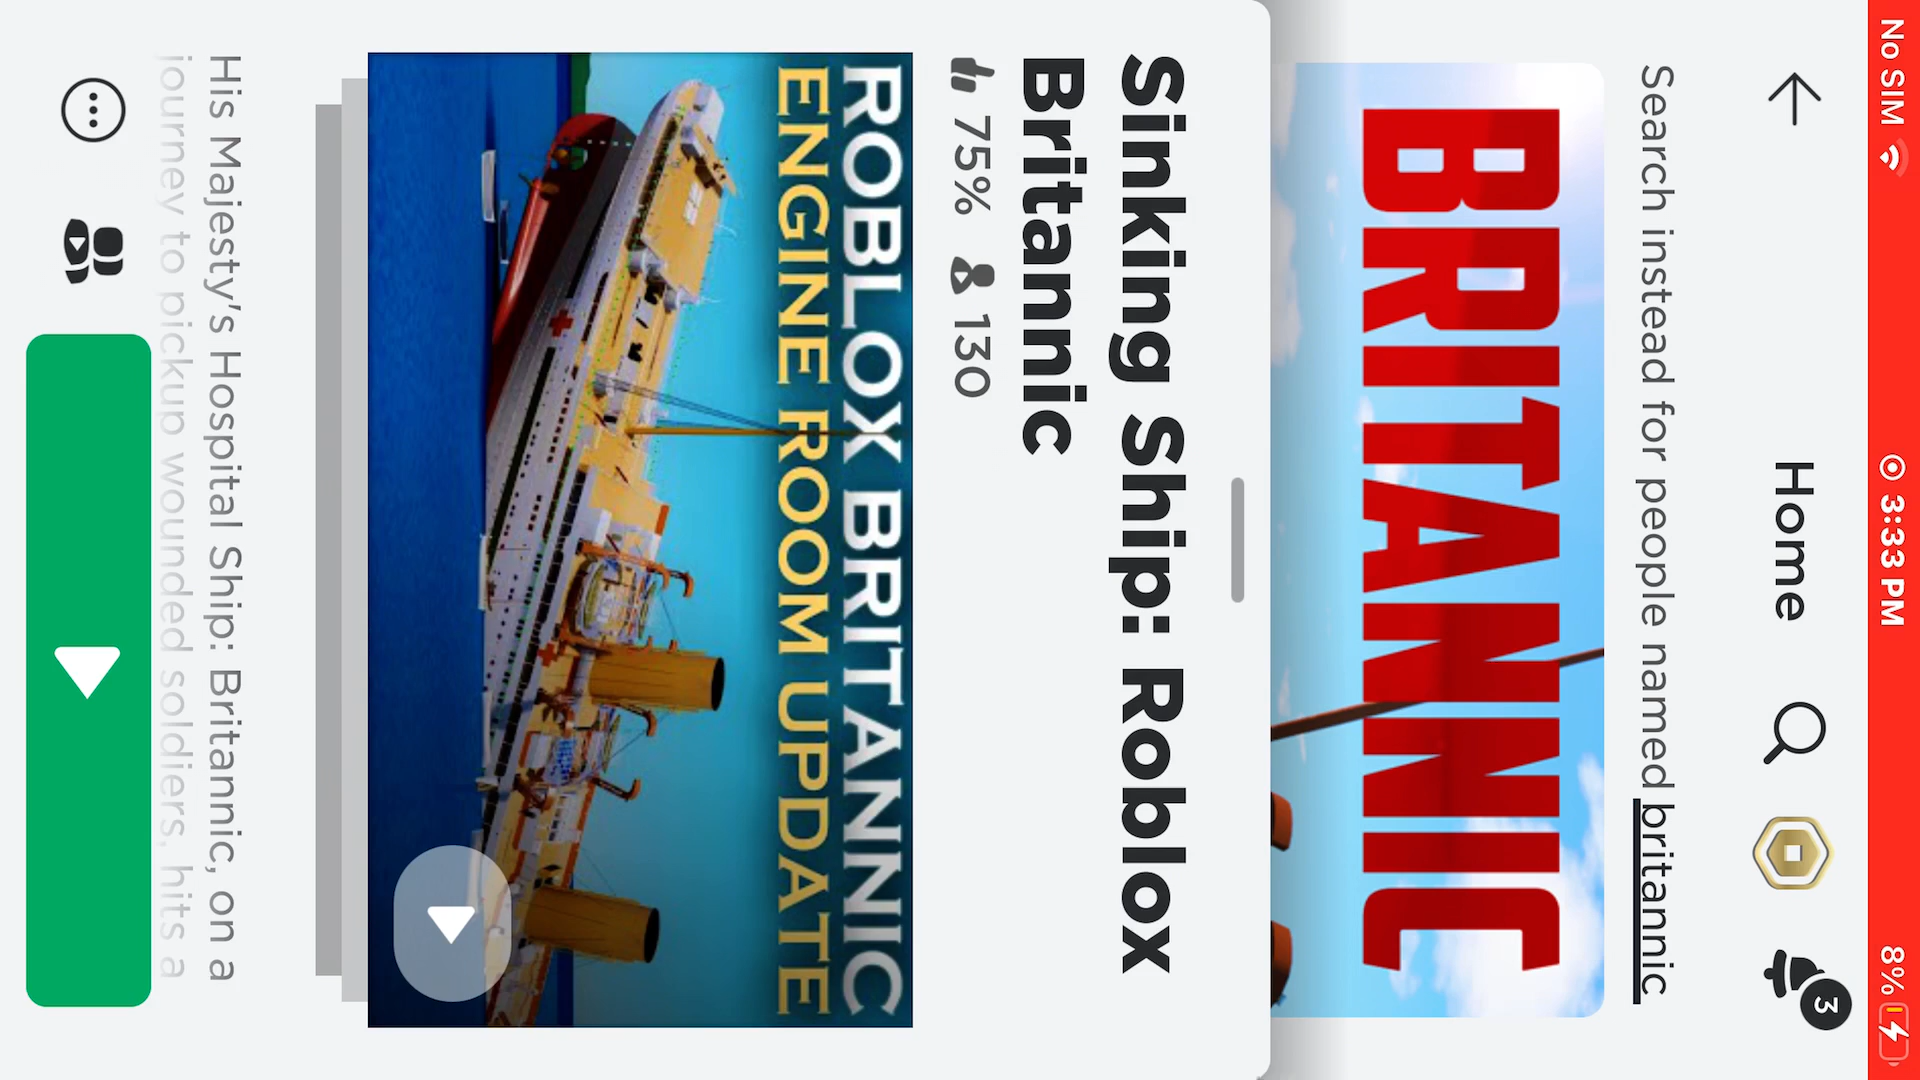 No SIM 3:33 PM 8%
Home 3
Search instead for people named britannic
BRITANNIC
Sinking Ship: Roblox
Britannic
75% 130
ROBLOX BRITANNIC
ENGINE ROOM UPDATE
His Majesty's Hospital Ship: Britannic, on a
journey to pickup wounded soldiers, hits a